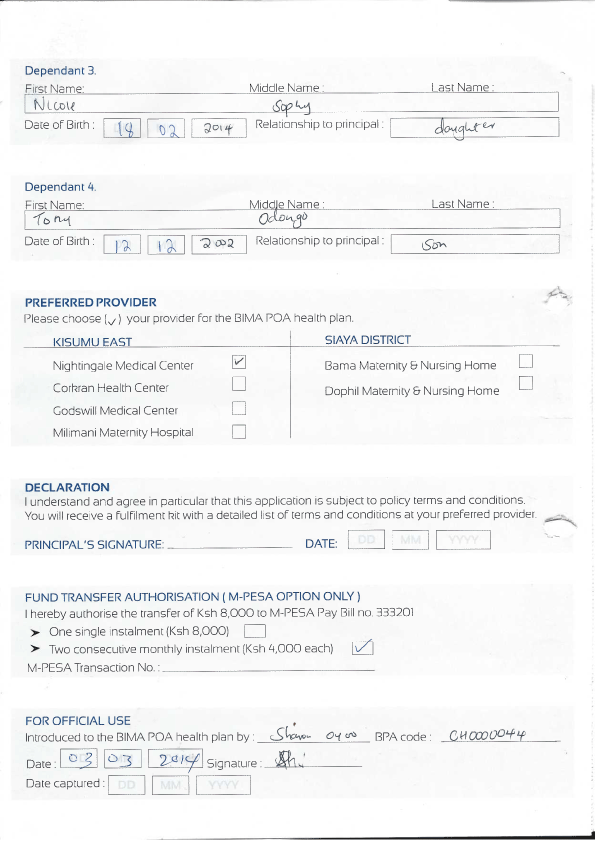 Dependant 3.
First Name: Middle Name : Last Name :
Nicole Sophy
Date of Birth : 18 02 2014 Relationship to principal : daughter
Dependant 4.
First Name: Middle Name : Last Name :
Tony Odongo
Date of Birth : 12 12 2002 Relationship to principal : Son
PREFERRED PROVIDER
Please choose (✓) your provider for the BIMA POA health plan.
KISUMU EAST SIAYA DISTRICT
Nightingale Medical Center ✓ Bama Maternity & Nursing Home
Corkran Health Center Dophil Maternity & Nursing Home
Godswill Medical Center
Milimani Maternity Hospital
DECLARATION
I understand and agree in particular that this application is subject to policy terms and conditions.
You will receive a fulfilment kit with a detailed list of terms and conditions at your preferred provider.
PRINCIPAL'S SIGNATURE: DATE: DD MM YYYY
FUND TRANSFER AUTHORISATION ( M-PESA OPTION ONLY )
I hereby authorise the transfer of Ksh 8,000 to M-PESA Pay Bill no. 333201
➤ One single instalment (Ksh 8,000)
➤ Two consecutive monthly instalment (Ksh 4,000 each) ✓
M-PESA Transaction No. :
FOR OFFICIAL USE
Introduced to the BIMA POA health plan by : Sharon BPA code : CH0000044
Date : 03 03 2014 Signature :
Date captured : DD MM YYYY